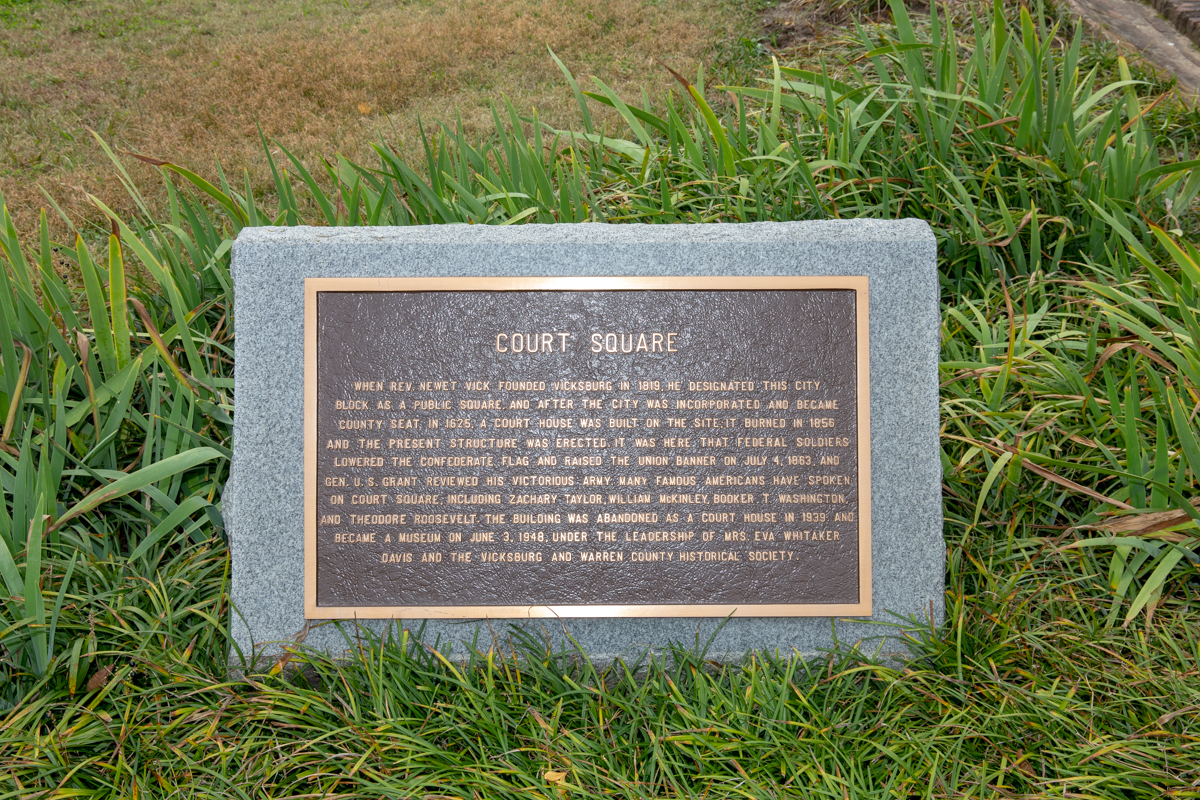 COURT SQUARE
WHEN REV. NEWET VICK FOUNDED VICKSBURG IN 1819, HE DESIGNATED THIS CITY
BLOCK AS A PUBLIC SQUARE, AND AFTER THE CITY WAS INCORPORATED AND BECAME
COUNTY SEAT, IN 1625, A COURT HOUSE WAS BUILT ON THE SITE. IT BURNED IN 1856
AND THE PRESENT STRUCTURE WAS ERECTED. IT WAS HERE THAT FEDERAL SOLDIERS
LOWERED THE CONFEDERATE FLAG AND RAISED THE UNION BANNER ON JULY 4, 1863, AND
GEN. U. S. GRANT REVIEWED HIS VICTORIOUS ARMY. MANY FAMOUS AMERICANS HAVE SPOKEN
ON COURT SQUARE, INCLUDING ZACHARY TAYLOR, WILLIAM McKINLEY, BOOKER T. WASHINGTON,
AND THEODORE ROOSEVELT. THE BUILDING WAS ABANDONED AS A COURT HOUSE IN 1939 AND
BECAME A MUSEUM ON JUNE 3, 1948, UNDER THE LEADERSHIP OF MRS. EVA WHITAKER
DAVIS AND THE VICKSBURG AND WARREN COUNTY HISTORICAL SOCIETY.